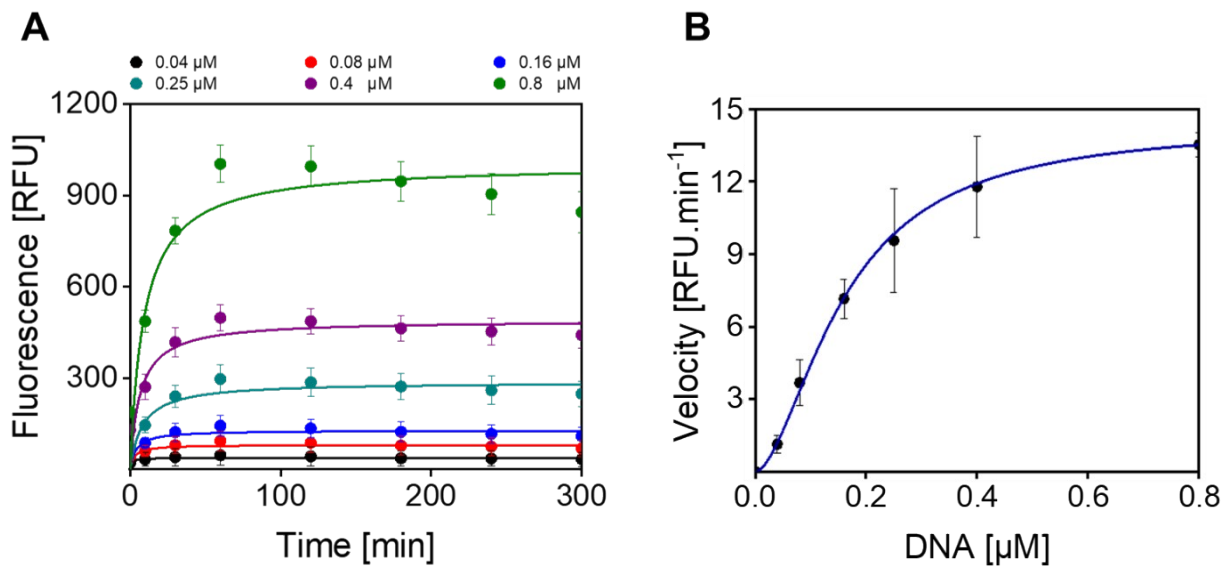 A
0.04 µM 0.08 µM 0.16 µM
0.25 µM 0.4 µM 0.8 µM
Fluorescence [RFU]
1200
900
600
300
0 100 200 300
Time [min]
B
Velocity [RFU.min⁻¹]
15
12
9
6
3
0.0 0.2 0.4 0.6 0.8
DNA [µM]